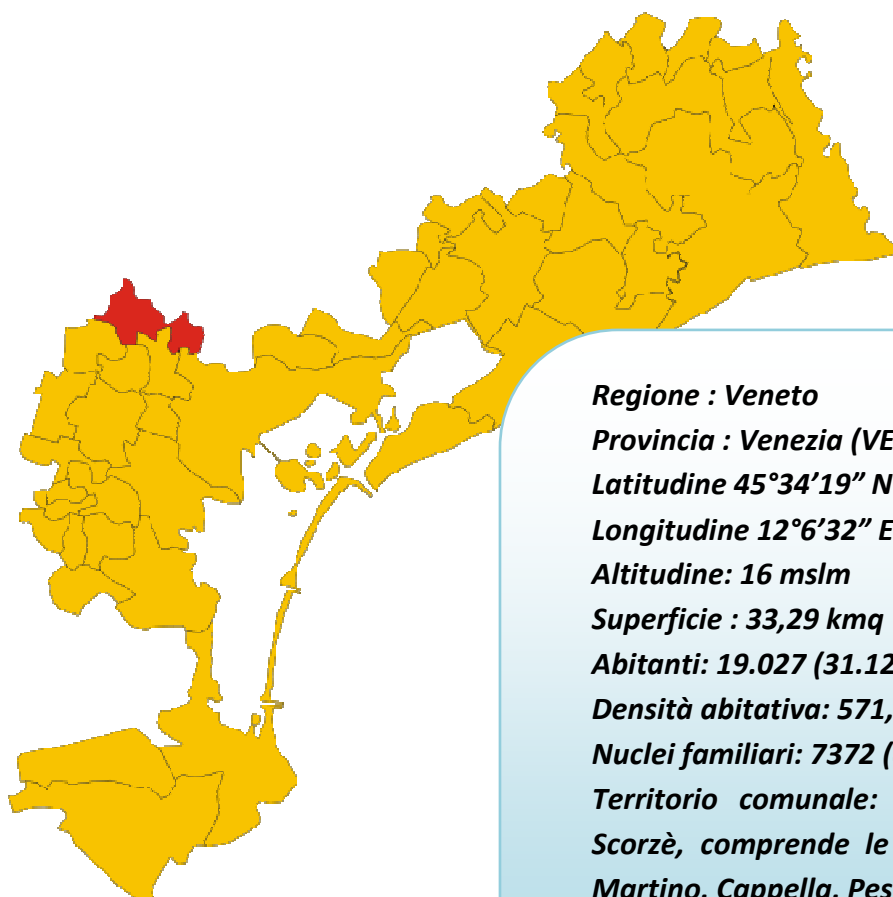 Regione : Veneto
Provincia : Venezia (VE
Latitudine 45°34’19” N
Longitudine 12°6’32” E
Altitudine: 16 mslm
Superficie : 33,29 kmq
Abitanti: 19.027 (31.12
Densità abitativa: 571,
Nuclei familiari: 7372 (
Territorio comunale:
Scorzè, comprende le
Martino, Cappella, Pes